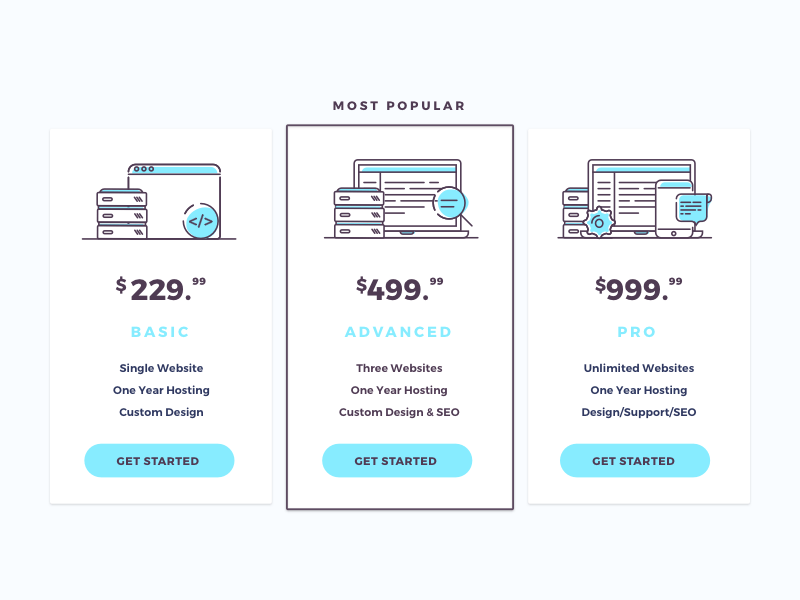 MOST POPULAR
</>
$229.99
BASIC
Single Website
One Year Hosting
Custom Design
GET STARTED
$499.99
ADVANCED
Three Websites
One Year Hosting
Custom Design & SEO
GET STARTED
$999.99
PRO
Unlimited Websites
One Year Hosting
Design/Support/SEO
GET STARTED